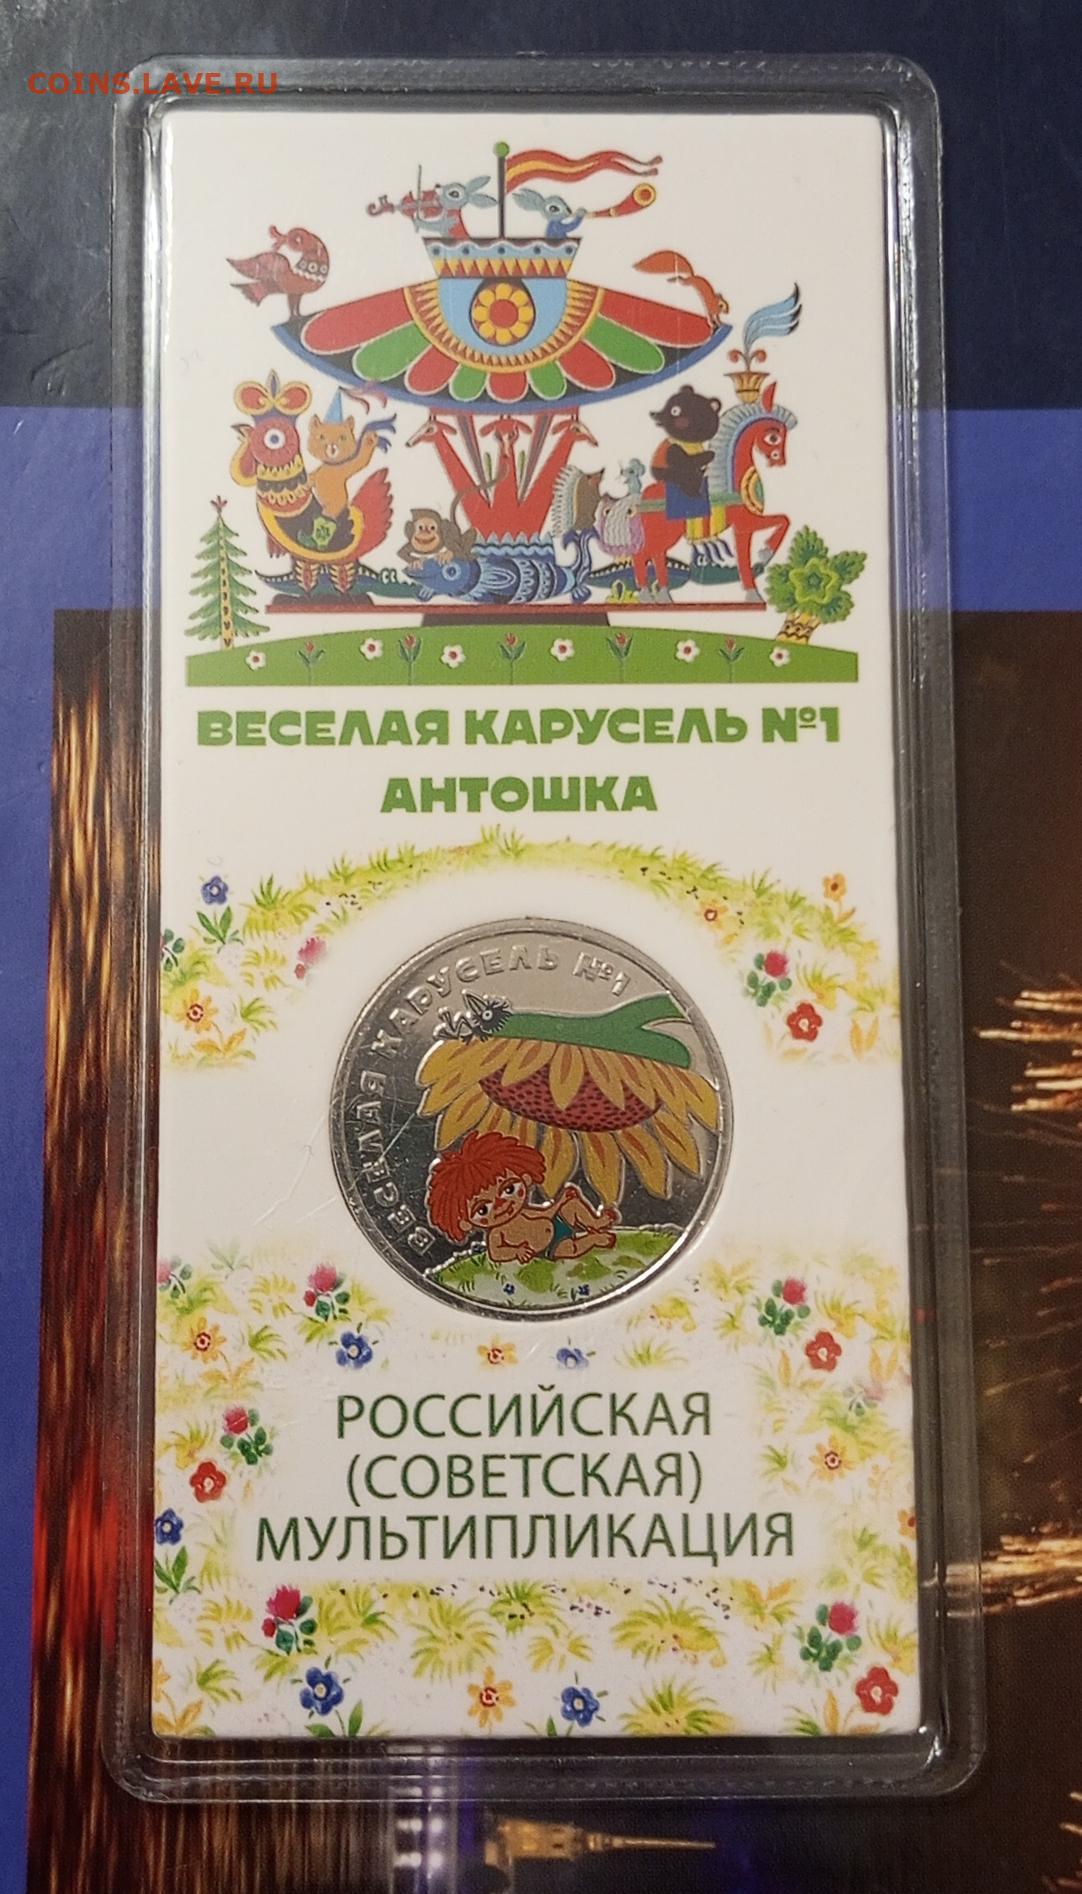 COINS.LAVE.RU
ВЕСЕЛАЯ КАРУСЕЛЬ №1
АНТОШКА
ВЕСЕЛАЯ КАРУСЕЛЬ №1
РОССИЙСКАЯ
(СОВЕТСКАЯ)
МУЛЬТИПЛИКАЦИЯ